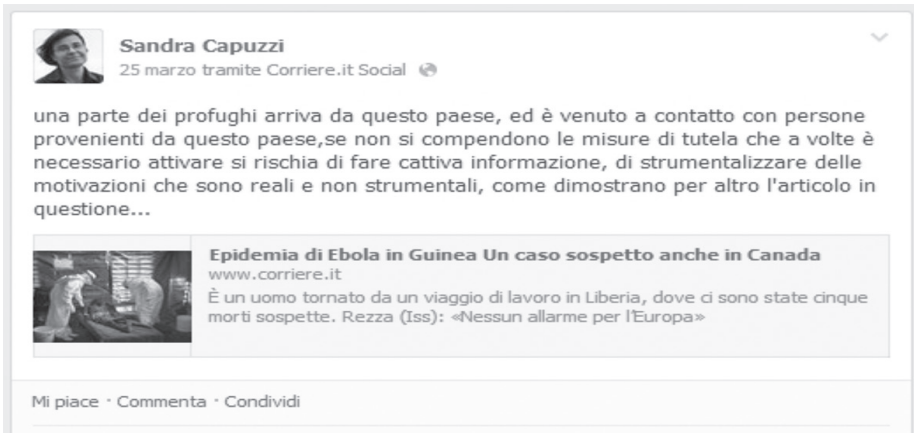 Sandra Capuzzi
25 marzo tramite Corriere.it Social
una parte dei profughi arriva da questo paese, ed è venuto a contatto con persone
provenienti da questo paese,se non si compendono le misure di tutela che a volte è
necessario attivare si rischia di fare cattiva informazione, di strumentalizzare delle
motivazioni che sono reali e non strumentali, come dimostrano per altro l'articolo in
questione...
Epidemia di Ebola in Guinea Un caso sospetto anche in Canada
www.corriere.it
È un uomo tornato da un viaggio di lavoro in Liberia, dove ci sono state cinque
morti sospette. Rezza (Iss): «Nessun allarme per l'Europa»
Mi piace · Commenta · Condividi